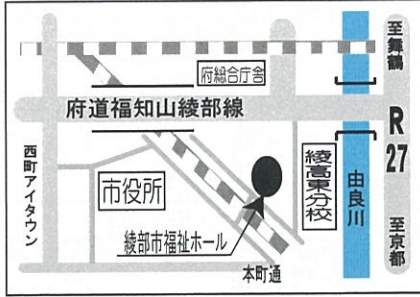 府総合庁舎
至舞鶴
府道福知山綾部線
R
27
西町アイタウン
市役所
綾高東分校
由良川
綾部市福祉ホール
至京都
本町通